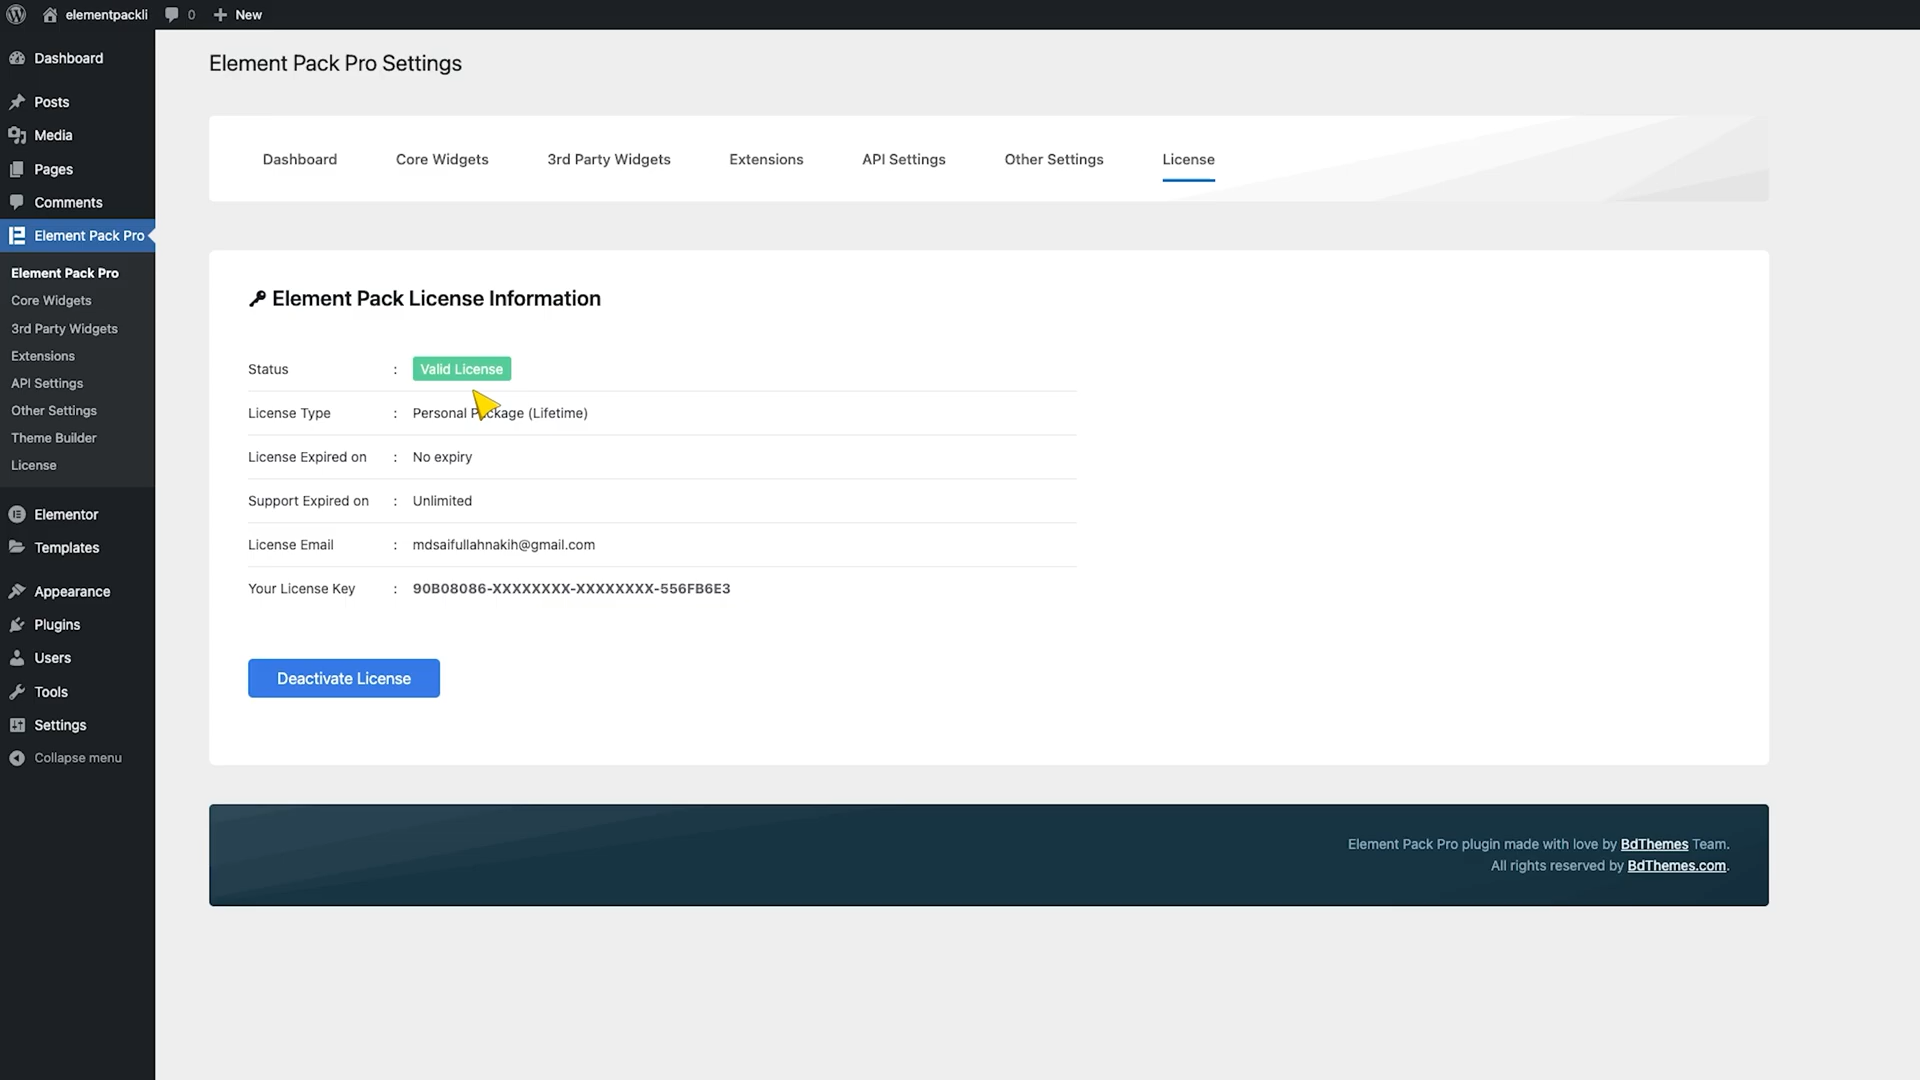 elementpackli
0
New
Dashboard
Posts
Media
Pages
Comments
Element Pack Pro
Element Pack Pro
Core Widgets
3rd Party Widgets
Extensions
API Settings
Other Settings
Theme Builder
License
Elementor
Templates
Appearance
Plugins
Users
Tools
Settings
Collapse menu
Element Pack Pro Settings
Dashboard Core Widgets 3rd Party Widgets Extensions API Settings Other Settings License
Element Pack License Information
Status : Valid License
License Type : Personal Package (Lifetime)
License Expired on : No expiry
Support Expired on : Unlimited
License Email : mdsaifullahnakih@gmail.com
Your License Key : 90B08086-XXXXXXXX-XXXXXXXX-556FB6E3
Deactivate License
Element Pack Pro plugin made with love by BdThemes Team.
All rights reserved by BdThemes.com.